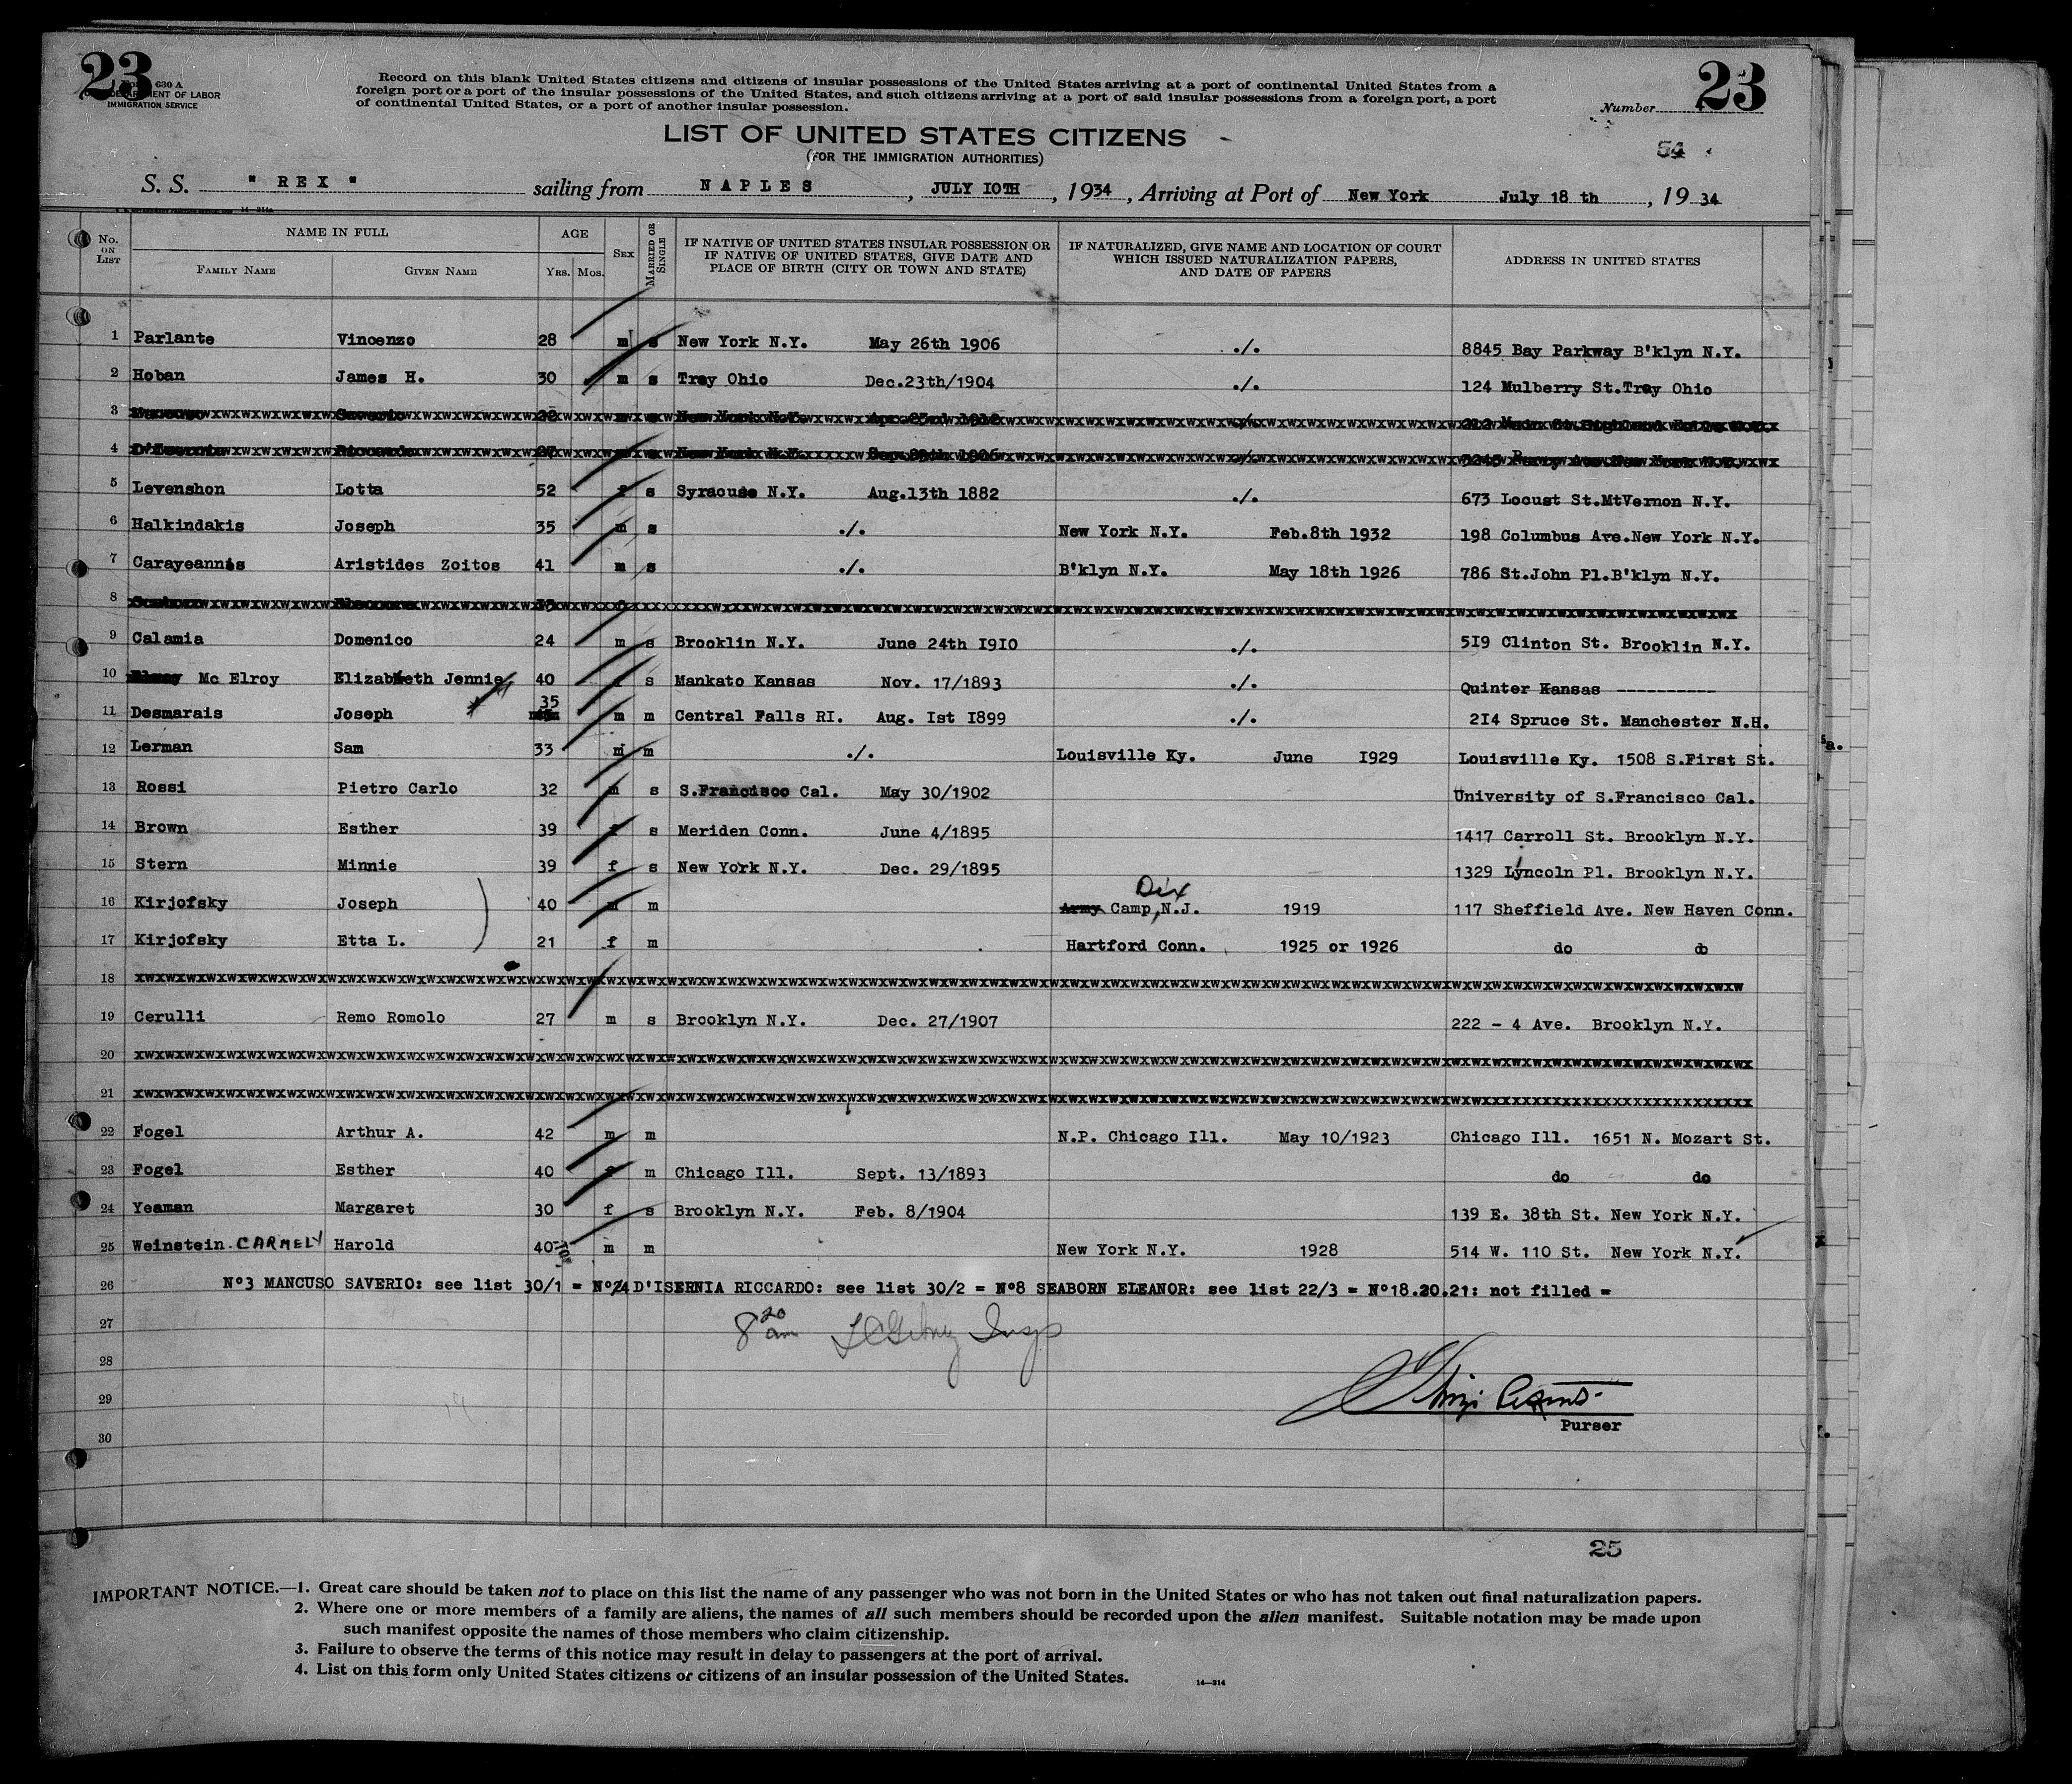 23
23
630 A
DEPARTMENT OF LABOR
IMMIGRATION SERVICE
Record on this blank United States citizens and citizens of insular possessions of the United States arriving at a port of continental United States from a
foreign port or a port of the insular possessions of the United States, and such citizens arriving at a port of said insular possessions from a foreign port, a port
of continental United States, or a port of another insular possession.
Number
LIST OF UNITED STATES CITIZENS
(FOR THE IMMIGRATION AUTHORITIES)
54
S. S. " REX " sailing from NAPLES, JULY 10TH, 1934, Arriving at Port of New York July 18 th, 19 34
No. ON LIST NAME IN FULL AGE SEX MARRIED OR SINGLE IF NATIVE OF UNITED STATES INSULAR POSSESSION OR IF NATIVE OF UNITED STATES, GIVE DATE AND PLACE OF BIRTH (CITY OR TOWN AND STATE) IF NATURALIZED, GIVE NAME AND LOCATION OF COURT WHICH ISSUED NATURALIZATION PAPERS, AND DATE OF PAPERS ADDRESS IN UNITED STATES
FAMILY NAME GIVEN NAME YRS. MOS.
1 Parlante Vincenzo 28 m s New York N.Y. May 26th 1906 ./. 8845 Bay Parkway B'klyn N.Y.
2 Hoban James H. 30 m s Troy Ohio Dec.23th/1904 ./. 124 Mulberry St.Troy Ohio
3
4
5 Levenshon Lotta 52 f s Syracuse N.Y. Aug.13th 1882 ./. 673 Locust St.MtVernon N.Y.
6 Halkindakis Joseph 35 m s ./. New York N.Y. Feb.8th 1932 198 Columbus Ave.New York N.Y.
7 Carayeannis Aristides Zoitos 41 m s ./. B'klyn N.Y. May 18th 1926 786 St.John Pl.B'klyn N.Y.
8
9 Calamia Domenico 24 m s Brooklin N.Y. June 24th I9I0 ./. 5I9 Clinton St. Brooklin N.Y.
10 Mc Elroy Elizabeth Jennie 40 f s Mankato Kansas Nov. 17/1893 ./. Quinter Kansas ----------
11 Desmarais Joseph 35 m m Central Falls RI. Aug. Ist I899 ./. 2I4 Spruce St. Manchester N.H.
12 Lerman Sam 33 m m ./. Louisville Ky. June I929 Louisville Ky. 1508 S.First St.
13 Rossi Pietro Carlo 32 m s S.Francisco Cal. May 30/1902 University of S.Francisco Cal.
14 Brown Esther 39 f s Meriden Conn. June 4/1895 1417 Carroll St. Brooklyn N.Y.
15 Stern Minnie 39 f s New York N.Y. Dec. 29/1895 1329 Lyncoln Pl. Brooklyn N.Y.
16 Kirjofsky Joseph 40 m m Army Dix Camp, N.J. 1919 117 Sheffield Ave. New Haven Conn.
17 Kirjofsky Etta L. 21 f m Hartford Conn. 1925 or 1926 do do
18
19 Cerulli Remo Romolo 27 m s Brooklyn N.Y. Dec. 27/1907 222 - 4 Ave. Brooklyn N.Y.
20
21
22 Fogel Arthur A. 42 m m N.P. Chicago Ill. May 10/1923 Chicago Ill. 1651 N. Mozart St.
23 Fogel Esther 40 f m Chicago Ill. Sept. 13/1893 do do
24 Yeaman Margaret 30 f s Brooklyn N.Y. Feb. 8/1904 139 E. 38th St. New York N.Y.
25 Weinstein CARMELY Harold 40 m m New York N.Y. 1928 514 W. 110 St. New York N.Y.
26 Nº3 MANCUSO SAVERIO: see list 30/1 = Nº4 D'ISERNIA RICCARDO: see list 30/2 = Nº8 SEABORN ELEANOR: see list 22/3 = Nº18.20.21: not filled =
27 8 20 am Insp
28
29
30
Purser
25
IMPORTANT NOTICE.—1. Great care should be taken not to place on this list the name of any passenger who was not born in the United States or who has not taken out final naturalization papers.
2. Where one or more members of a family are aliens, the names of all such members should be recorded upon the alien manifest. Suitable notation may be made upon
such manifest opposite the names of those members who claim citizenship.
3. Failure to observe the terms of this notice may result in delay to passengers at the port of arrival.
4. List on this form only United States citizens or citizens of an insular possession of the United States.
14—214